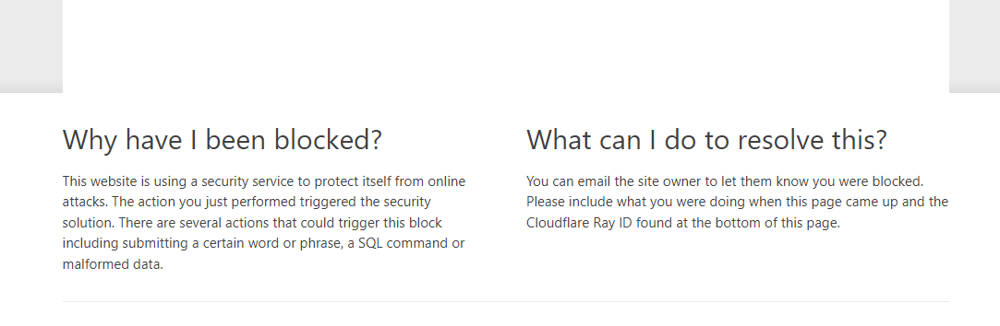 Why have I been blocked?
This website is using a security service to protect itself from online
attacks. The action you just performed triggered the security
solution. There are several actions that could trigger this block
including submitting a certain word or phrase, a SQL command or
malformed data.
What can I do to resolve this?
You can email the site owner to let them know you were blocked.
Please include what you were doing when this page came up and the
Cloudflare Ray ID found at the bottom of this page.